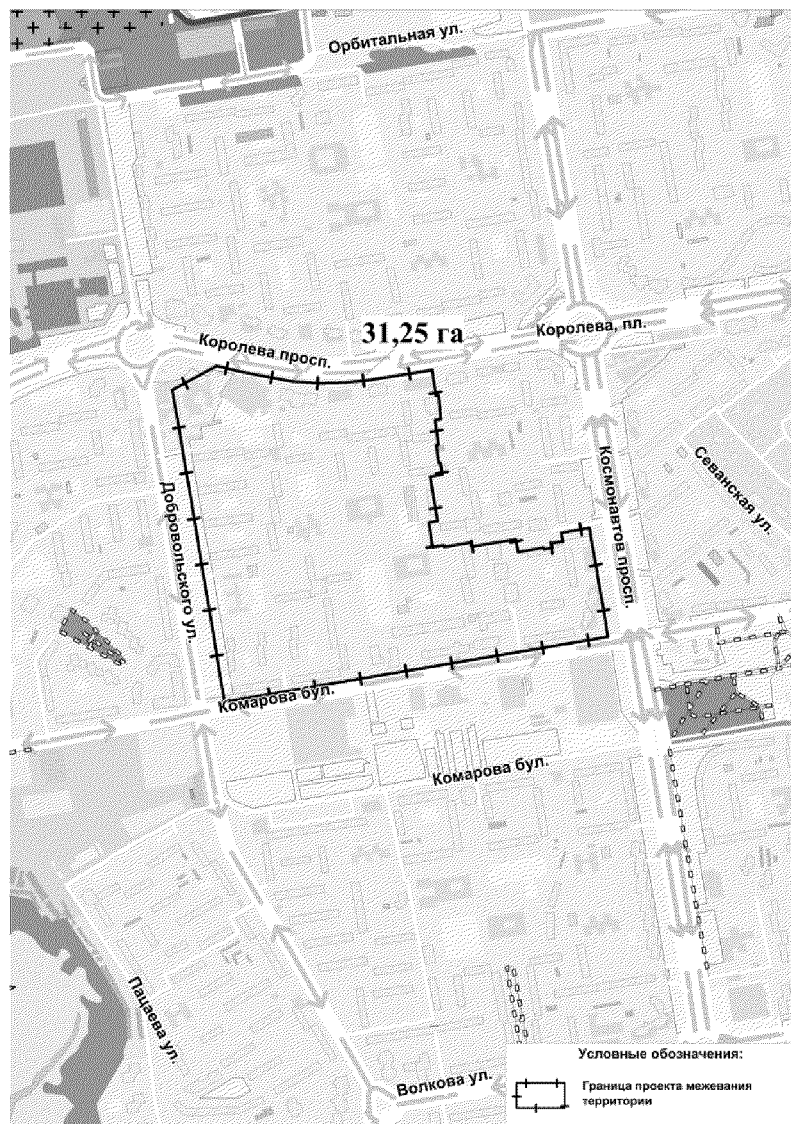 Орбитальная ул.
31,25 га
Королева, пл.
Королева просп.
Севанская ул.
Космонавтов просп.
Добровольского ул.
Комарова бул.
Комарова бул.
Пацаева ул.
Волкова ул.
Условные обозначения:
Граница проекта межевания
территории